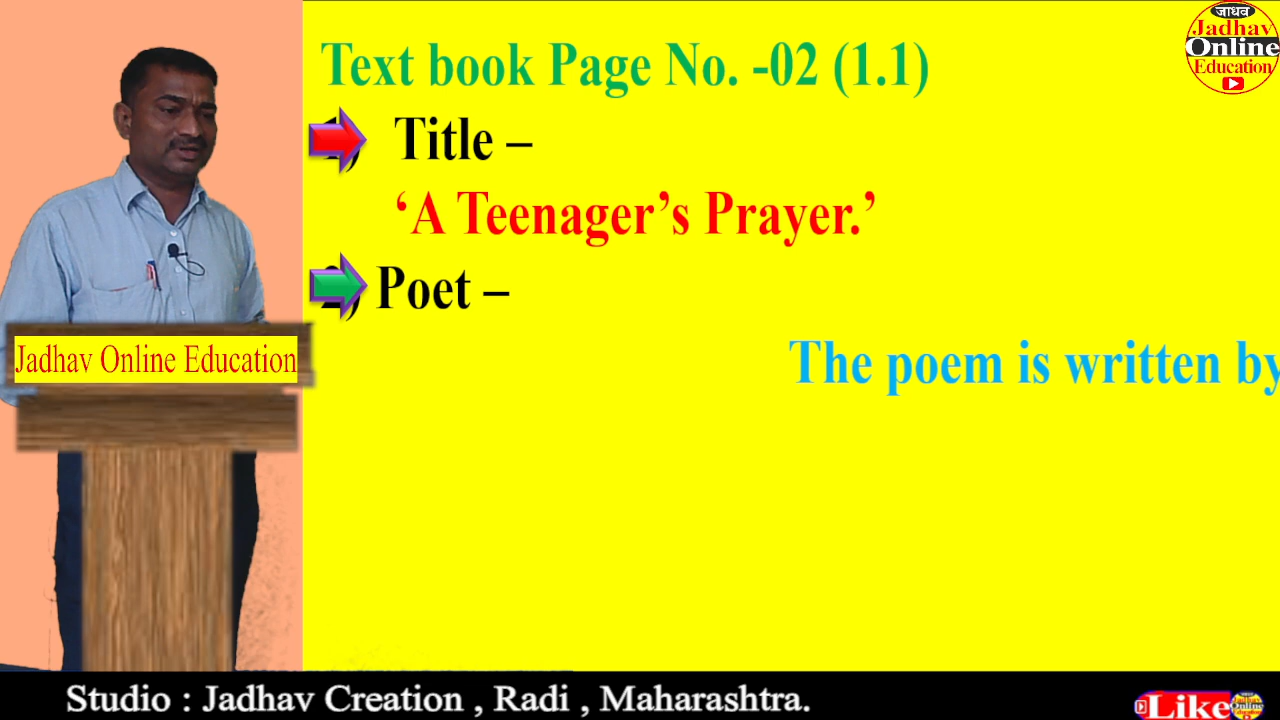 जाधव
Jadhav
Online
Education
Text book Page No. -02 (1.1)
Title –
‘A Teenager’s Prayer.’
2) Poet –
The poem is written by
Jadhav Online Education
Studio : Jadhav Creation , Radi , Maharashtra.
Like